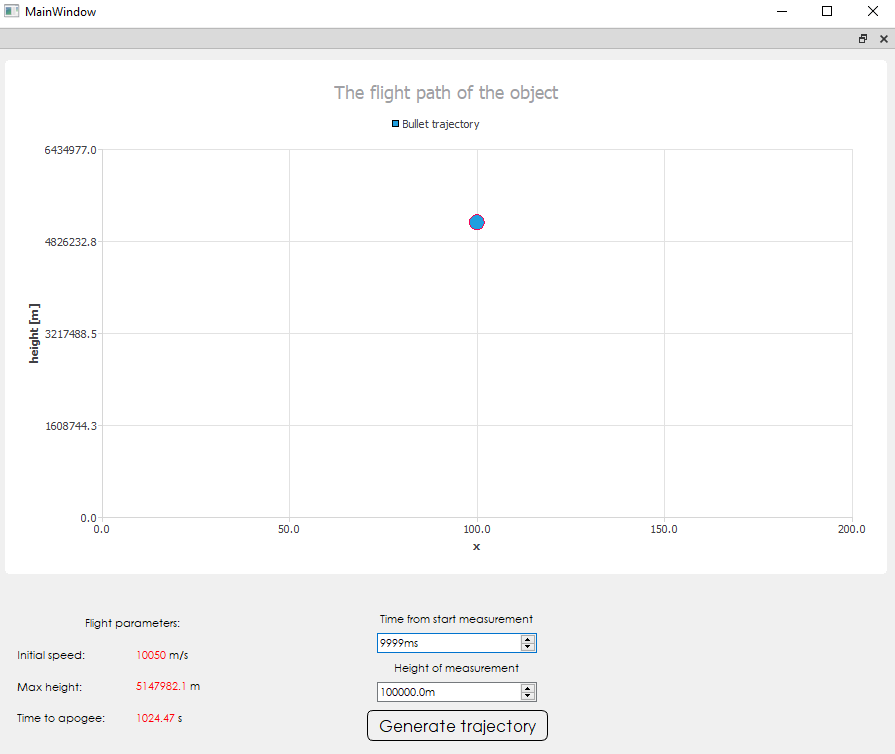 MainWindow
The flight path of the object
Bullet trajectory
6434977.0
4826232.8
height [m]
3217488.5
1608744.3
0.0
0.0 50.0 100.0 150.0 200.0
x
Flight parameters:
Initial speed: 10050 m/s
Max height: 5147982.1 m
Time to apogee: 1024.47 s
Time from start measurement
9999ms
Height of measurement
100000.0m
Generate trajectory